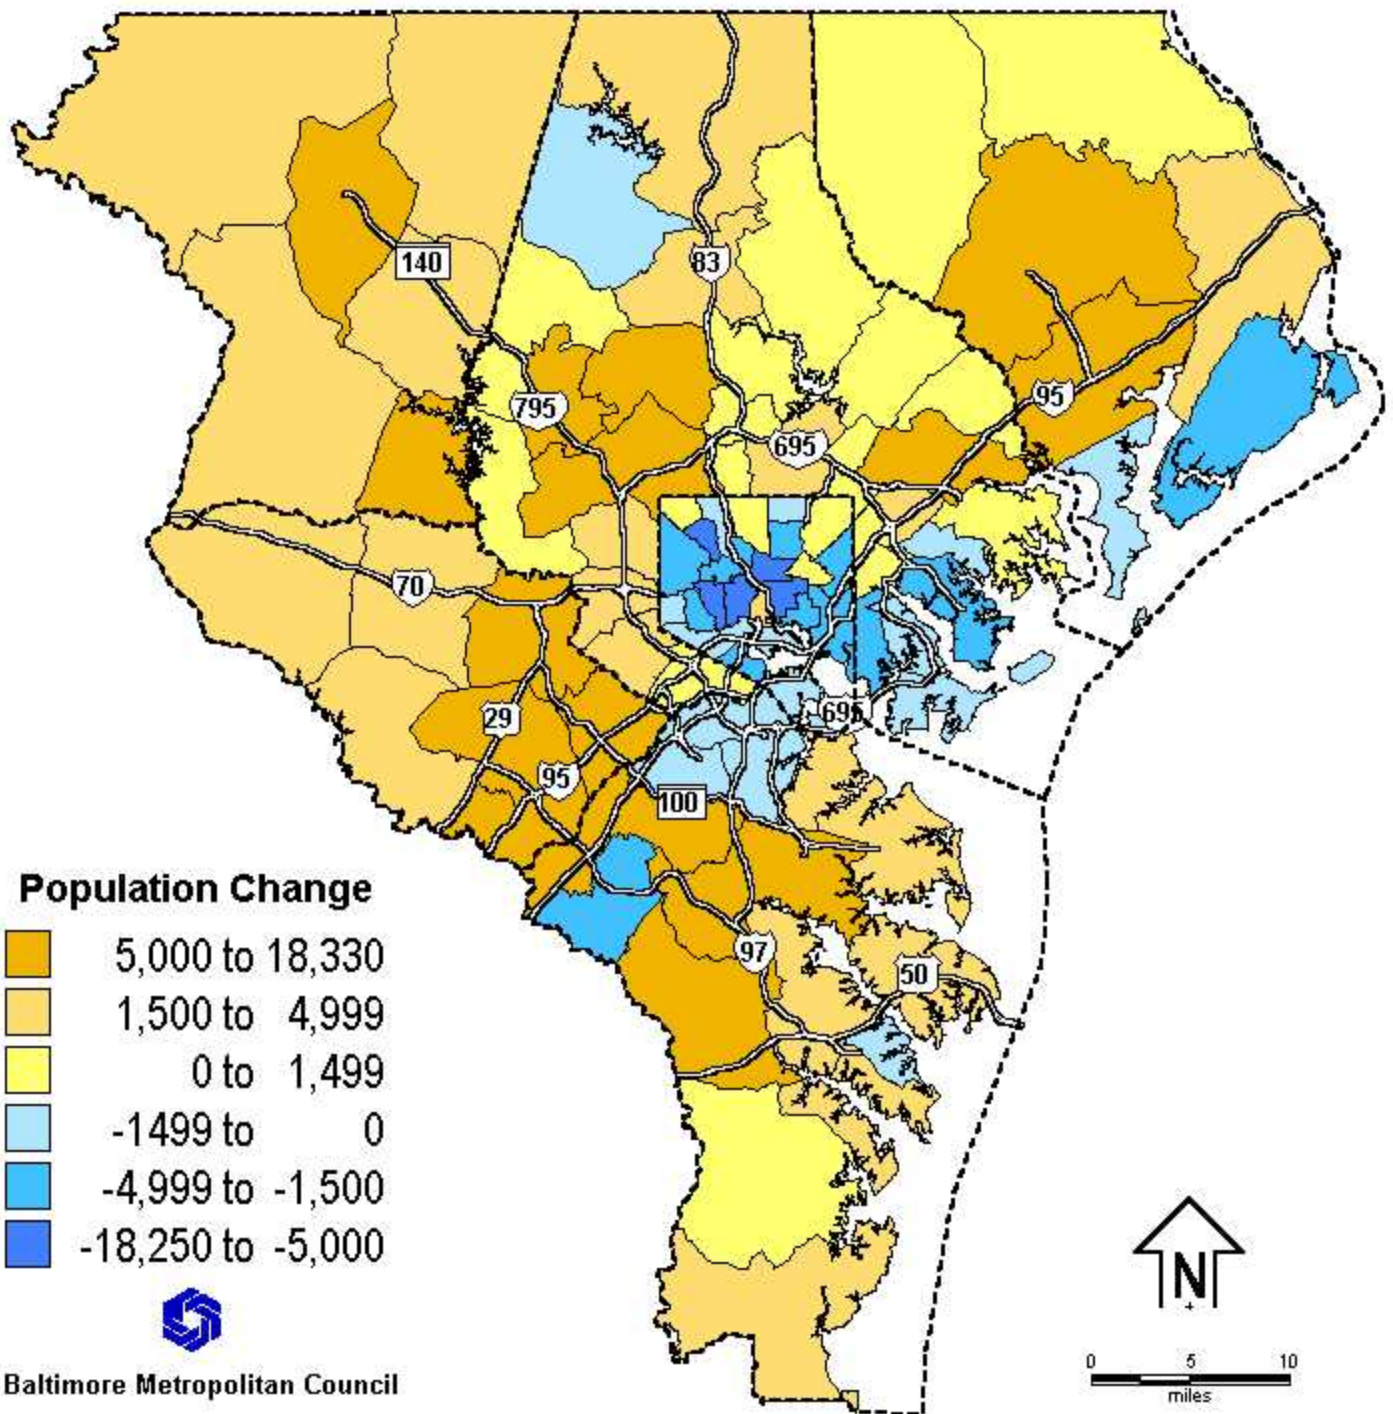 140
83
795
95
695
70
29
695
95
100
97
50
Population Change
5,000 to 18,330
1,500 to 4,999
0 to 1,499
-1499 to 0
-4,999 to -1,500
-18,250 to -5,000
Baltimore Metropolitan Council
N
0 5 10
miles